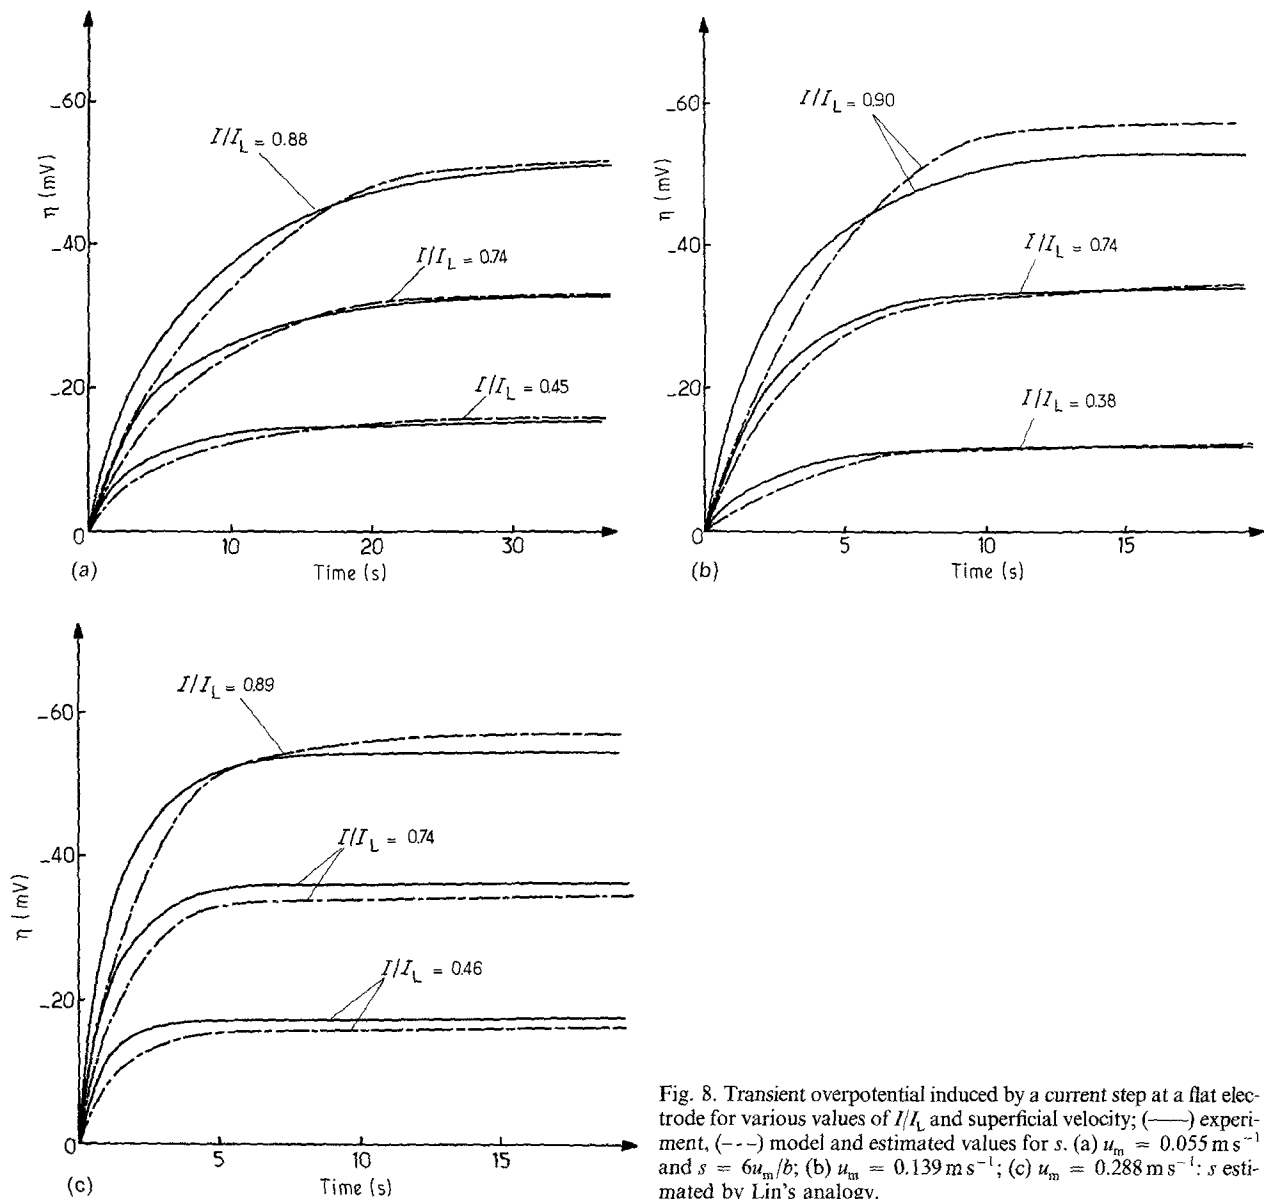 η (mV)
–60
–40
–20
0
I/I_L = 0.88
I/I_L = 0.74
I/I_L = 0.45
10
20
30
Time (s)
(a)
η (mV)
–60
–40
–20
0
I/I_L = 0.90
I/I_L = 0.74
I/I_L = 0.38
5
10
15
Time (s)
(b)
η (mV)
–60
–40
–20
0
I/I_L = 0.89
I/I_L = 0.74
I/I_L = 0.46
5
10
15
Time (s)
(c)
Fig. 8. Transient overpotential induced by a current step at a flat elec-
trode for various values of I/I_L and superficial velocity; (——) experi-
ment, (- - -) model and estimated values for s. (a) u_m = 0.055 m s⁻¹
and s = 6u_m/b; (b) u_m = 0.139 m s⁻¹; (c) u_m = 0.288 m s⁻¹: s esti-
mated by Lin's analogy.